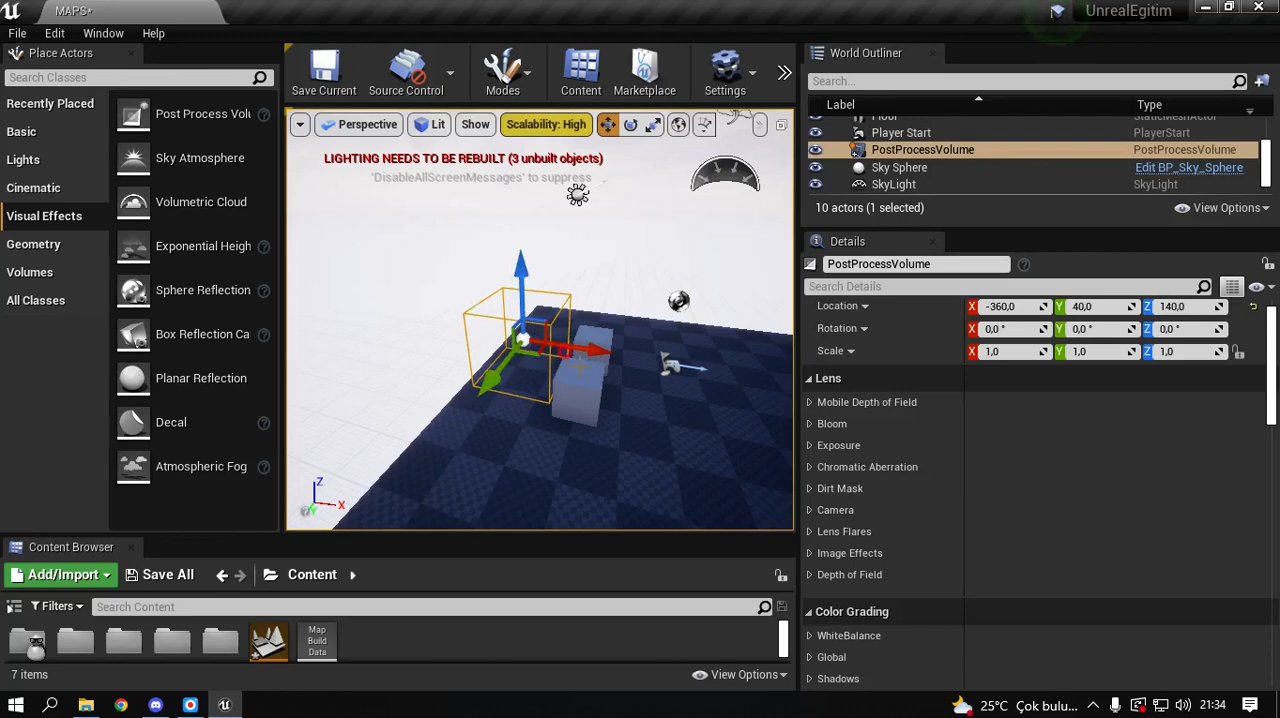 MAPS*
UnrealEgitim
File Edit Window Help
Place Actors
Search Classes
Recently Placed
Basic
Lights
Cinematic
Visual Effects
Geometry
Volumes
All Classes
Post Process Volu
Sky Atmosphere
Volumetric Cloud
Exponential Heigh
Sphere Reflection
Box Reflection Ca
Planar Reflection
Decal
Atmospheric Fog
Save Current
Source Control
Modes
Content
Marketplace
Settings
Perspective
Lit
Show
Scalability: High
LIGHTING NEEDS TO BE REBUILT (3 unbuilt objects)
'DisableAllScreenMessages' to suppress
Z
X
Y
World Outliner
Search...
Label Type
Floor StaticMeshActor
Player Start PlayerStart
PostProcessVolume PostProcessVolume
Sky Sphere Edit BP_Sky_Sphere
SkyLight SkyLight
10 actors (1 selected)
View Options
Details
PostProcessVolume
Search Details
Location X -360,0 Y 40,0 Z 140,0
Rotation X 0,0 ° Y 0,0 ° Z 0,0 °
Scale X 1,0 Y 1,0 Z 1,0
Lens
Mobile Depth of Field
Bloom
Exposure
Chromatic Aberration
Dirt Mask
Camera
Lens Flares
Image Effects
Depth of Field
Color Grading
WhiteBalance
Global
Shadows
Content Browser
Add/Import
Save All
Content
Filters
Search Content
Map
Build
Data
7 items
View Options
25°C Çok bulu...
21:34